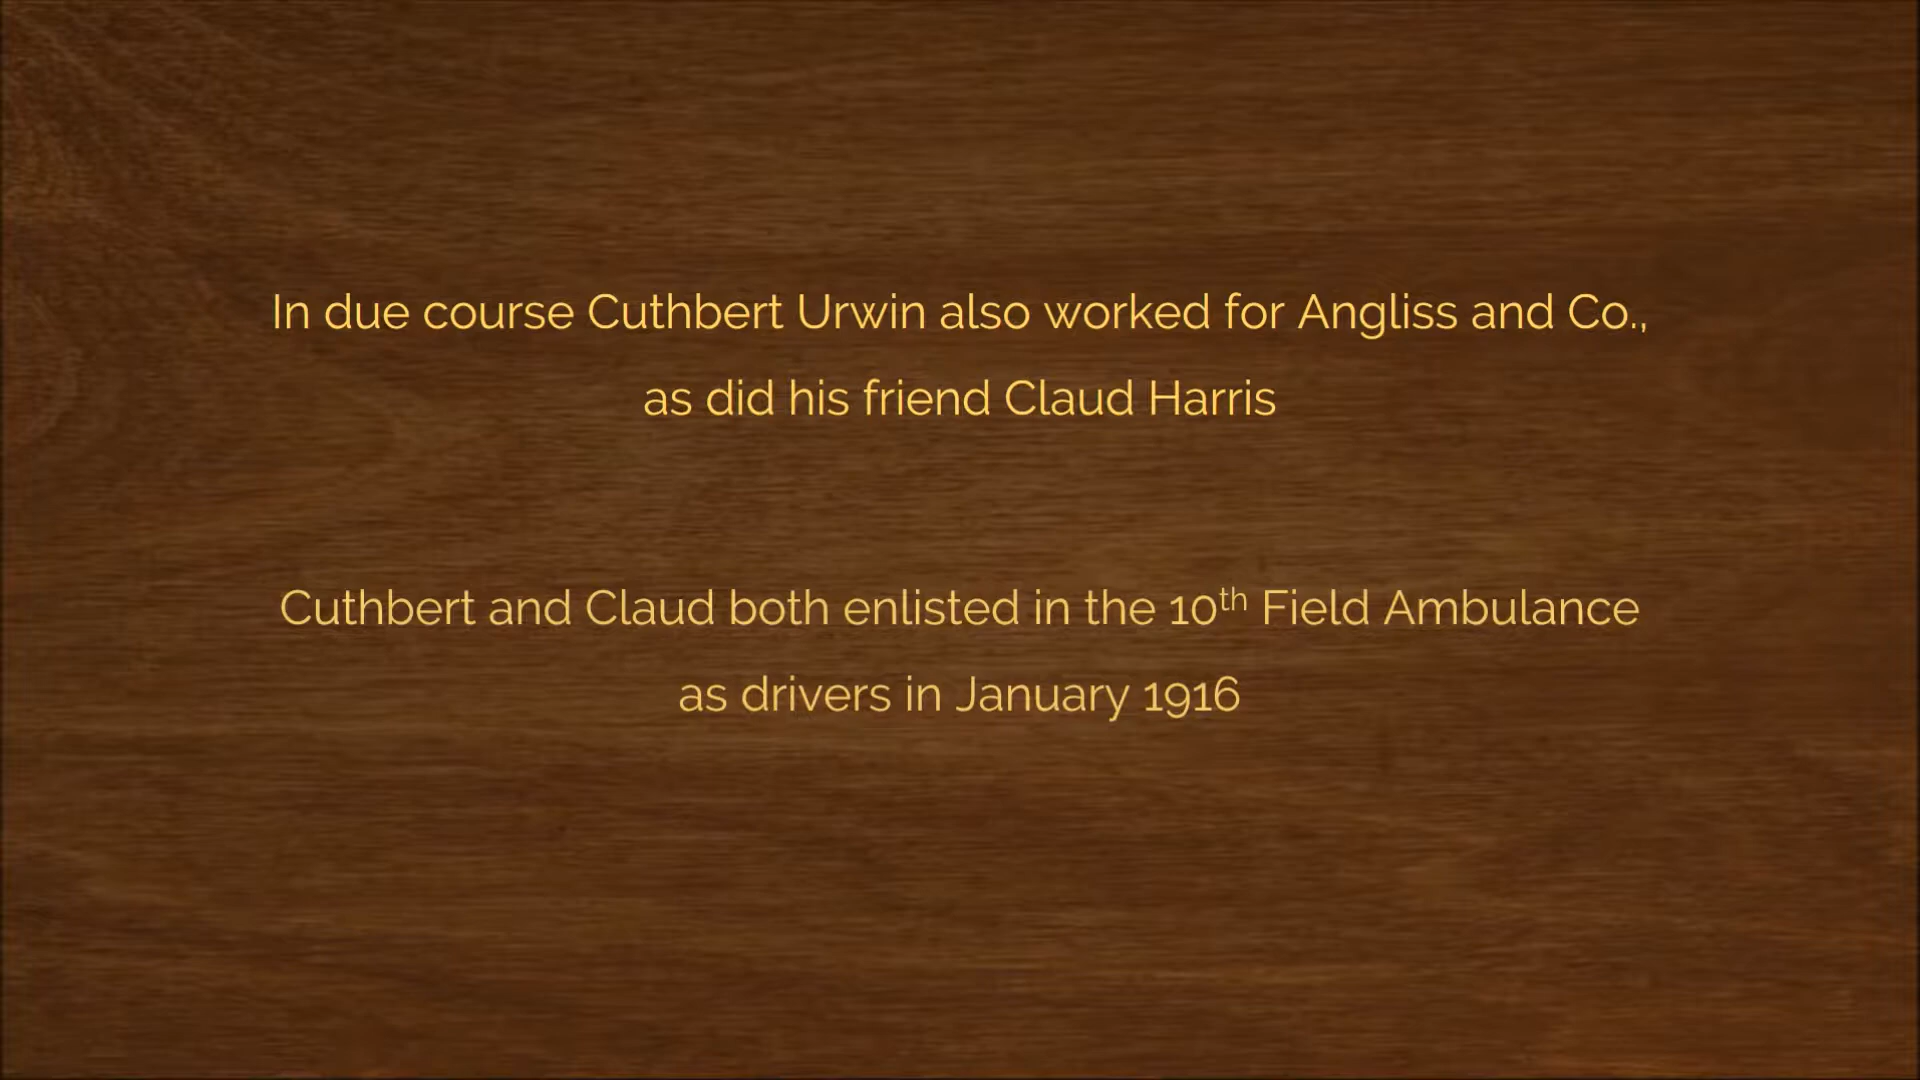 In due course Cuthbert Urwin also worked for Angliss and Co.,
as did his friend Claud Harris
Cuthbert and Claud both enlisted in the 10th Field Ambulance
as drivers in January 1916